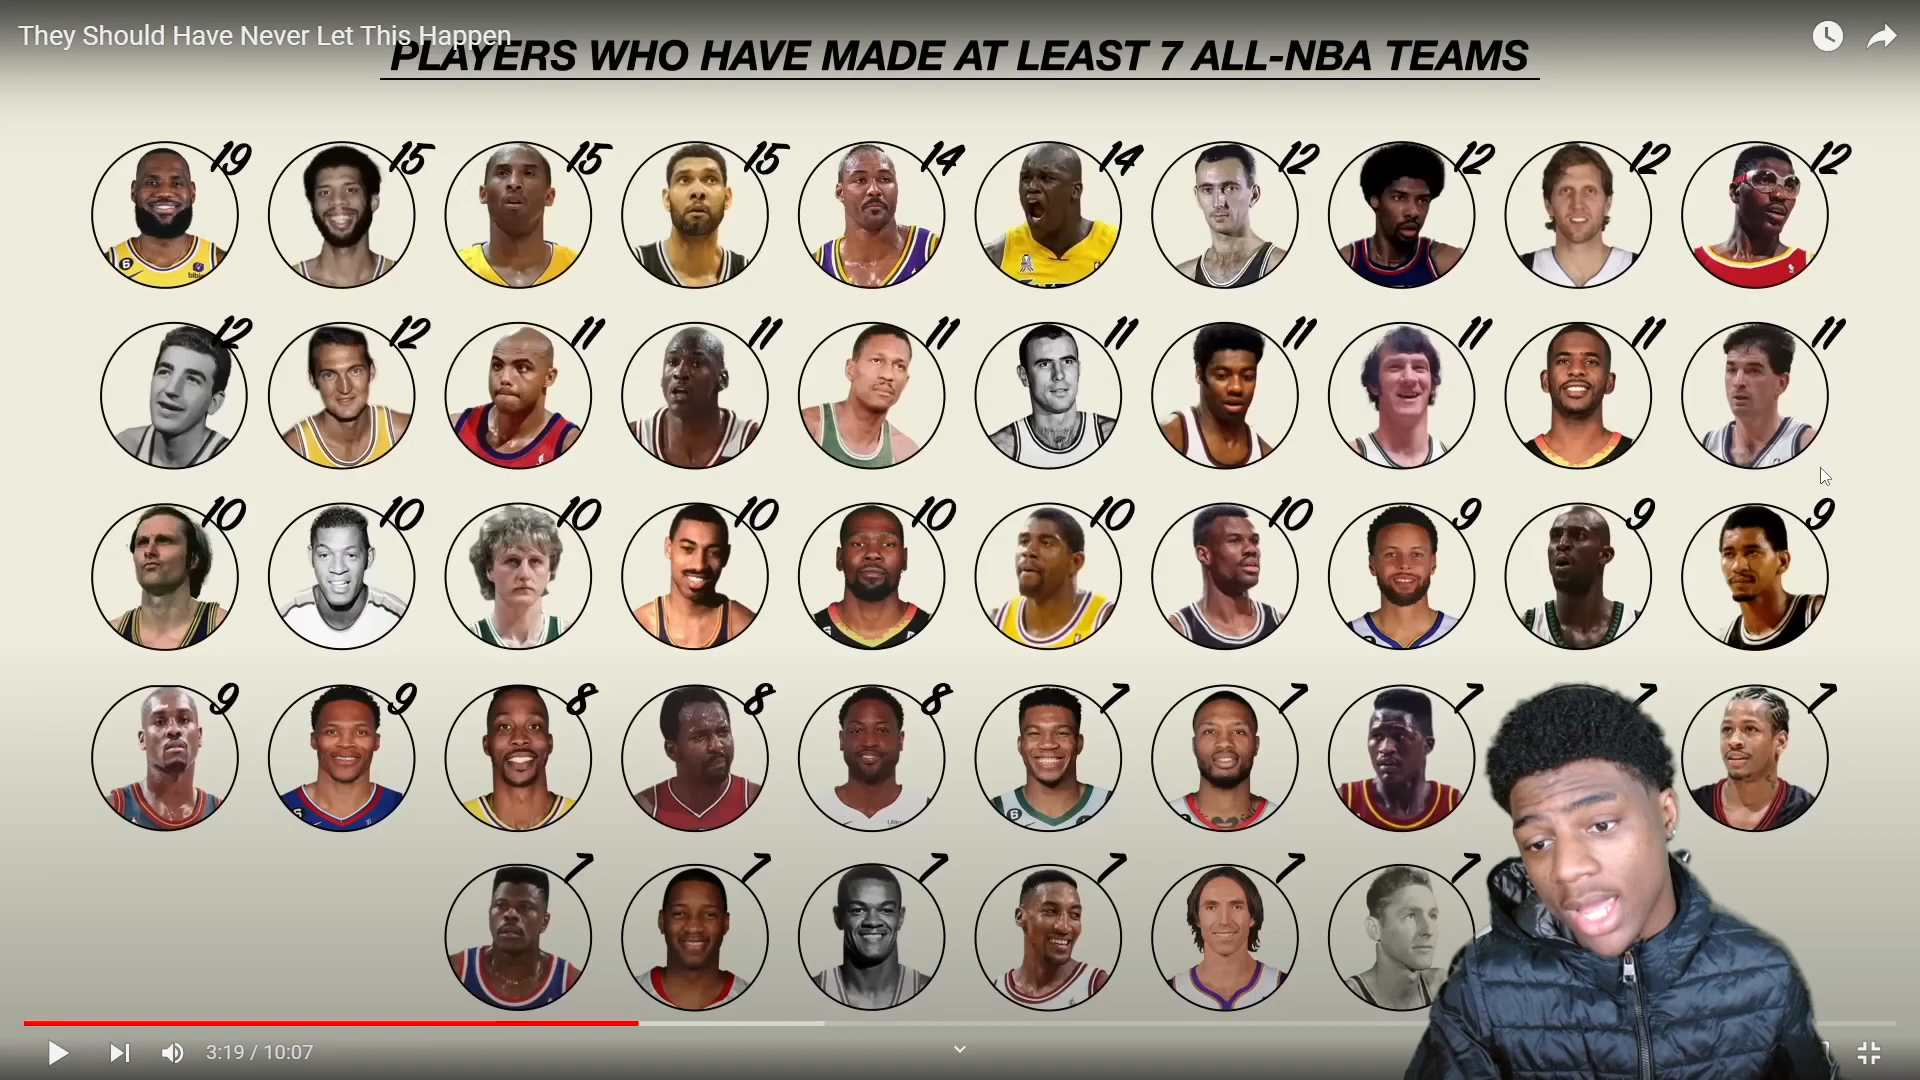 They Should Have Never Let This Happen
PLAYERS WHO HAVE MADE AT LEAST 7 ALL-NBA TEAMS
19 15 15 15 14 14 12 12 12 12
12 12 11 11 11 11 11 11 11 11
10 10 10 10 10 10 10 9 9 9
9 9 8 8 8 7 7 7 7 7
7 7 7 7 7 7
3:19 / 10:07